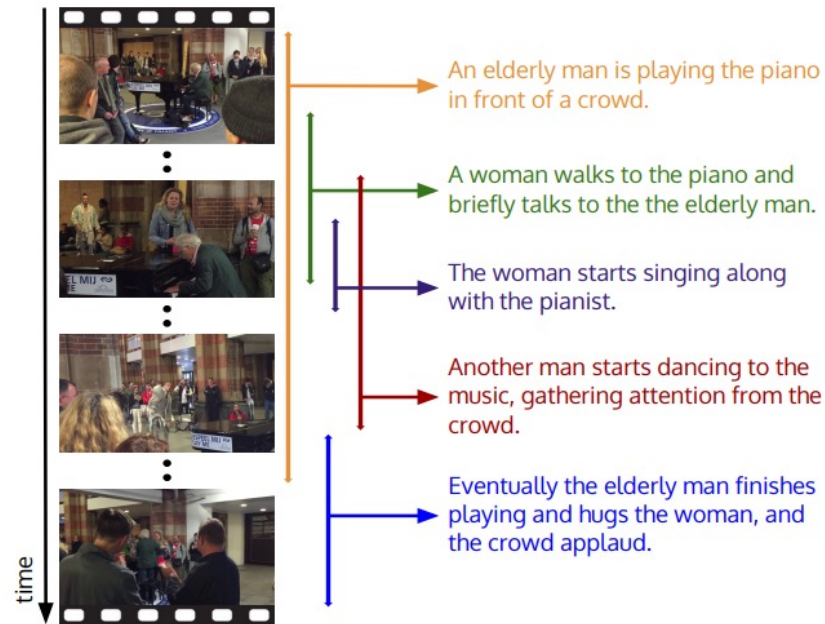 An elderly man is playing the piano
in front of a crowd.
A woman walks to the piano and
briefly talks to the the elderly man.
The woman starts singing along
with the pianist.
Another man starts dancing to the
music, gathering attention from the
crowd.
Eventually the elderly man finishes
playing and hugs the woman, and
the crowd applaud.
time
EL MIJ